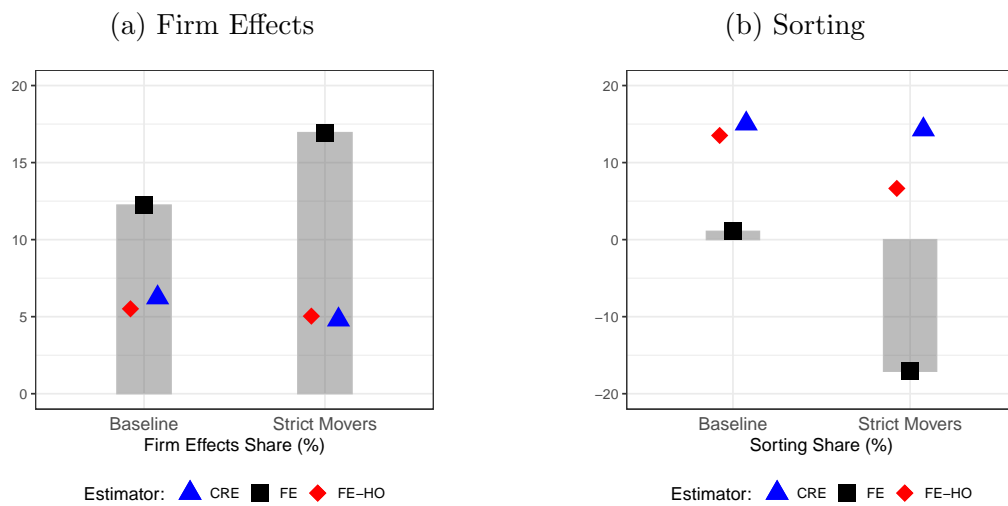 (a) Firm Effects
20
15
10
5
0
Baseline
Strict Movers
Firm Effects Share (%)
Estimator: CRE FE FE−HO
(b) Sorting
20
10
0
−10
−20
Baseline
Strict Movers
Sorting Share (%)
Estimator: CRE FE FE−HO